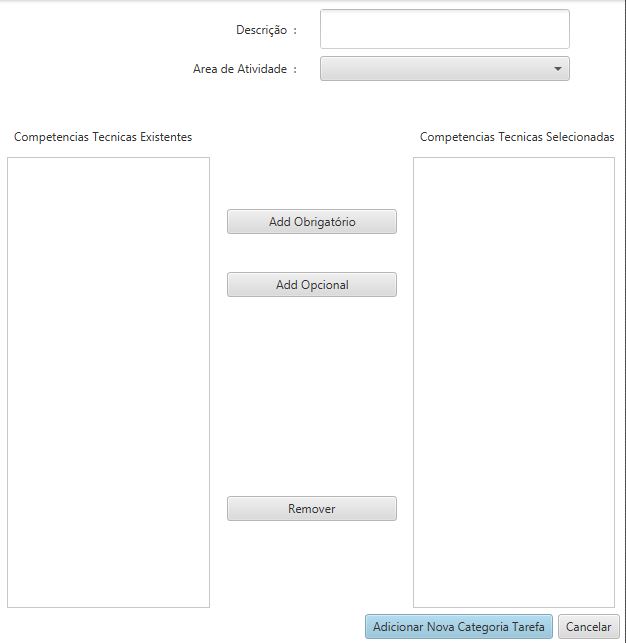 Descrição :
Area de Atividade :
Competencias Tecnicas Existentes
Competencias Tecnicas Selecionadas
Add Obrigatório
Add Opcional
Remover
Adicionar Nova Categoria Tarefa
Cancelar